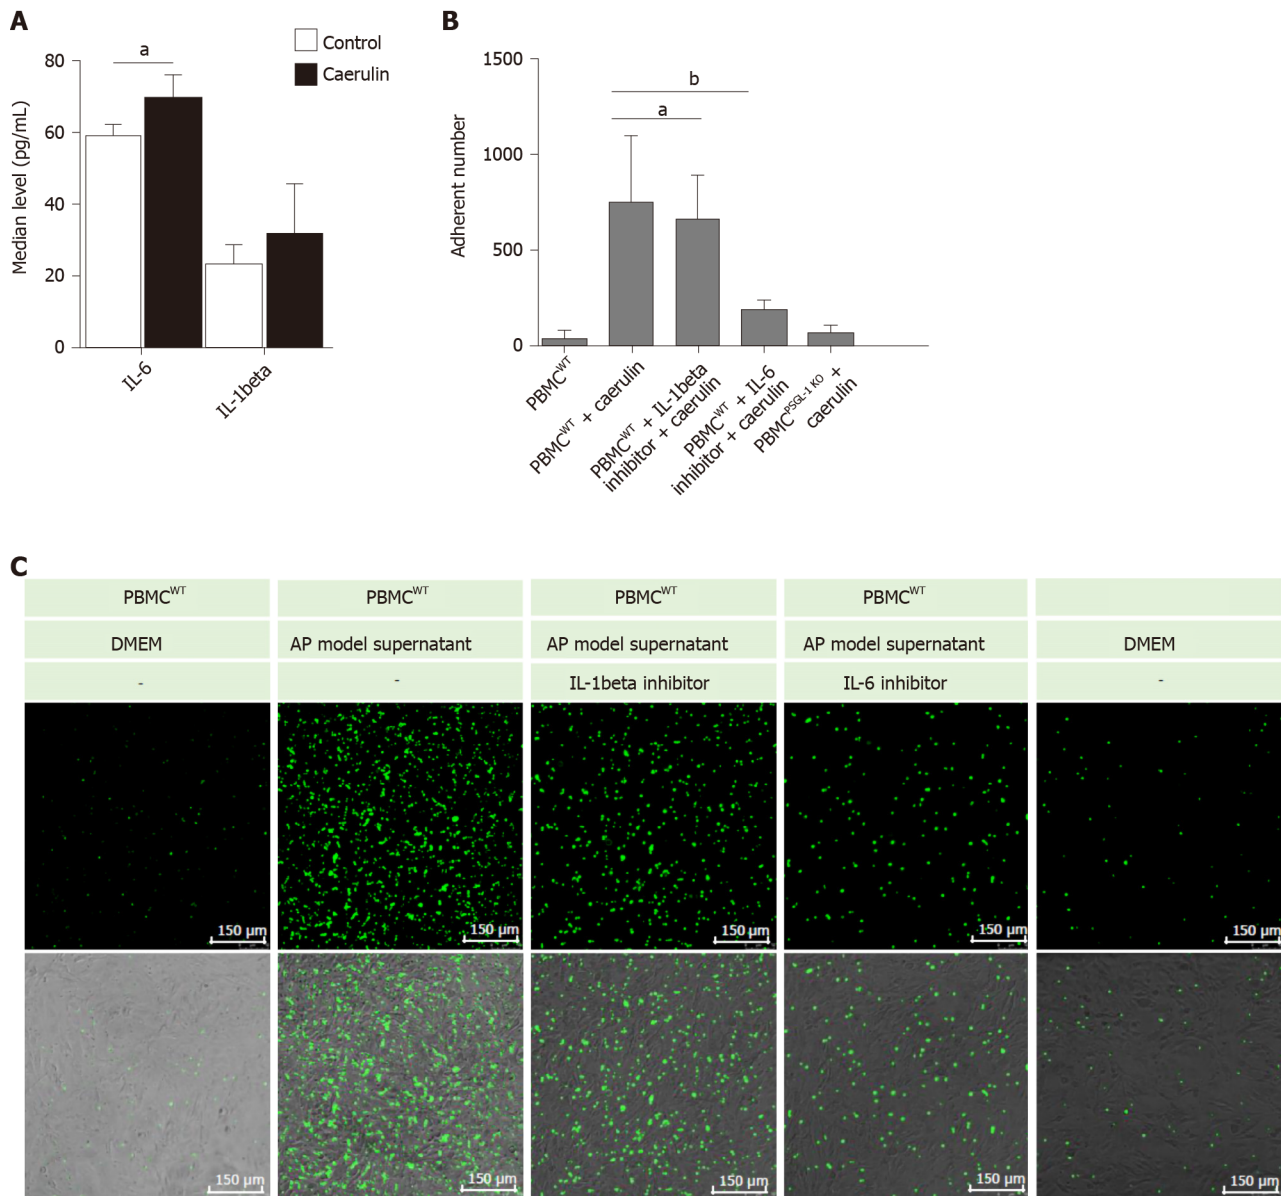 A
Control
Caerulin
a
80
60
40
20
0
Median level (pg/mL)
IL-6
IL-1beta
B
1500
1000
500
0
Adherent number
b
a
PBMC^WT
PBMC^WT + caerulin
PBMC^WT + IL-1beta
inhibitor + caerulin
PBMC^WT + IL-6
inhibitor + caerulin
PBMC^PSGL-1 KO +
caerulin
C
PBMC^WT PBMC^WT PBMC^WT PBMC^WT
DMEM AP model supernatant AP model supernatant AP model supernatant DMEM
- - IL-1beta inhibitor IL-6 inhibitor -
150 µm 150 µm 150 µm 150 µm 150 µm
150 µm 150 µm 150 µm 150 µm 150 µm